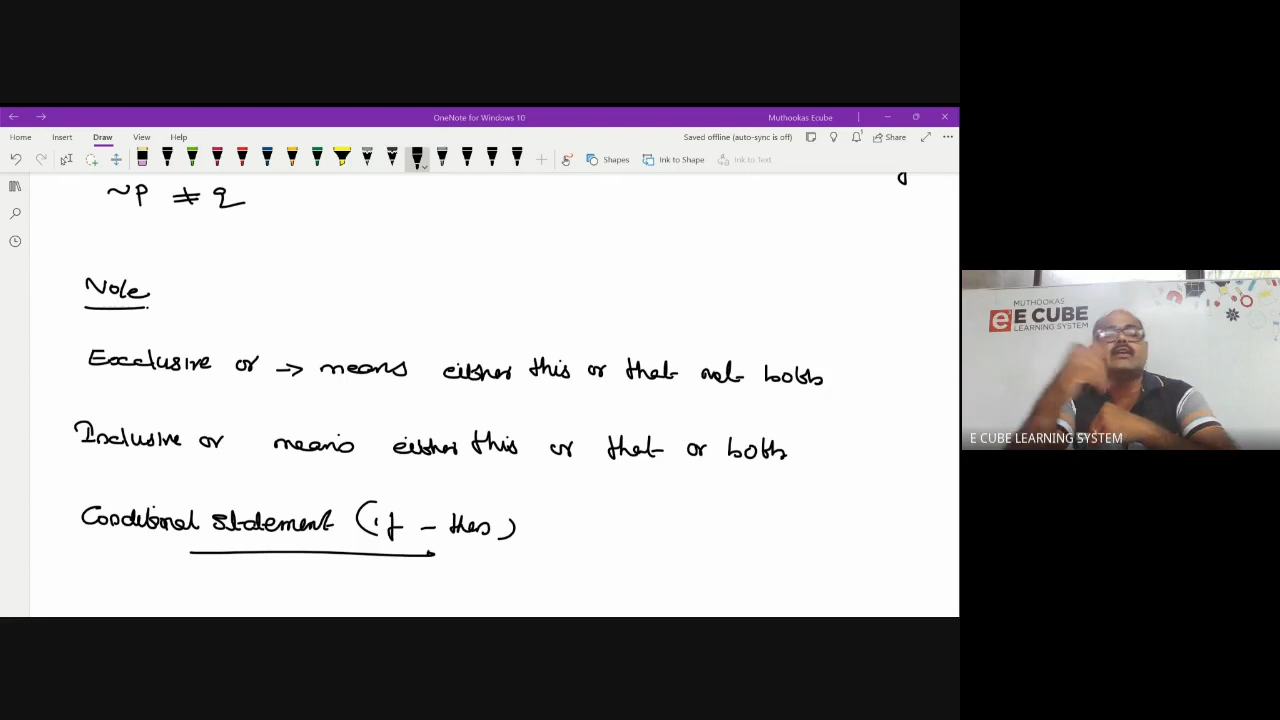 OneNote for Windows 10
Muthookas Ecube
Home Insert Draw View Help
Saved offline (auto-sync is off)
Share
Shapes
Ink to Shape
Ink to Text
~P ≠ q
Note
Exclusive or → means either this or that not both
Inclusive or means either this or that or both
Conditional statement (if - then)
MUTHOOKAS
e E CUBE
LEARNING SYSTEM
E CUBE LEARNING SYSTEM